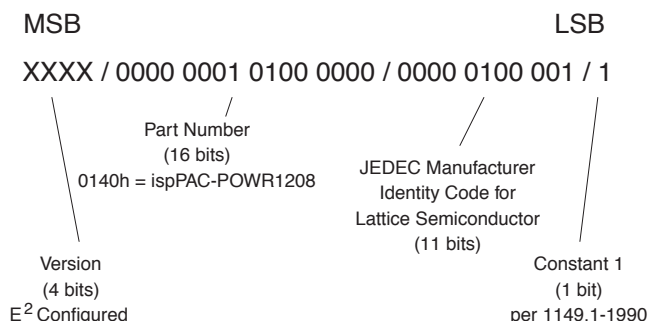 MSB LSB
XXXX / 0000 0001 0100 0000 / 0000 0100 001 / 1
Part Number
(16 bits)
0140h = ispPAC-POWR1208
JEDEC Manufacturer
Identity Code for
Lattice Semiconductor
(11 bits)
Version
(4 bits)
E² Configured
Constant 1
(1 bit)
per 1149.1-1990